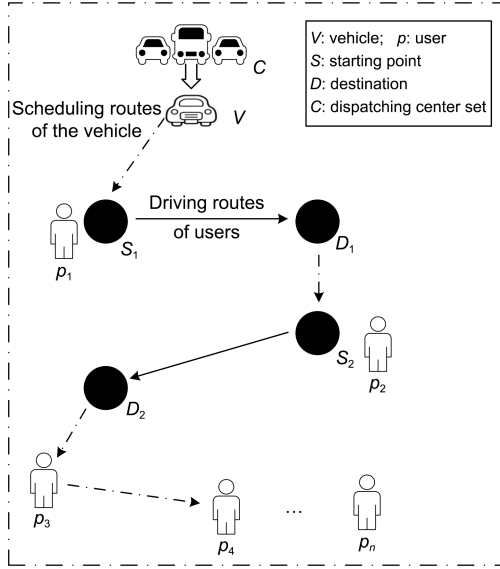 V: vehicle; p: user
S: starting point
D: destination
C: dispatching center set
C
Scheduling routes
of the vehicle
V
Driving routes
of users
p₁
S₁
D₁
S₂
p₂
D₂
p₃
p₄
...
pₙ